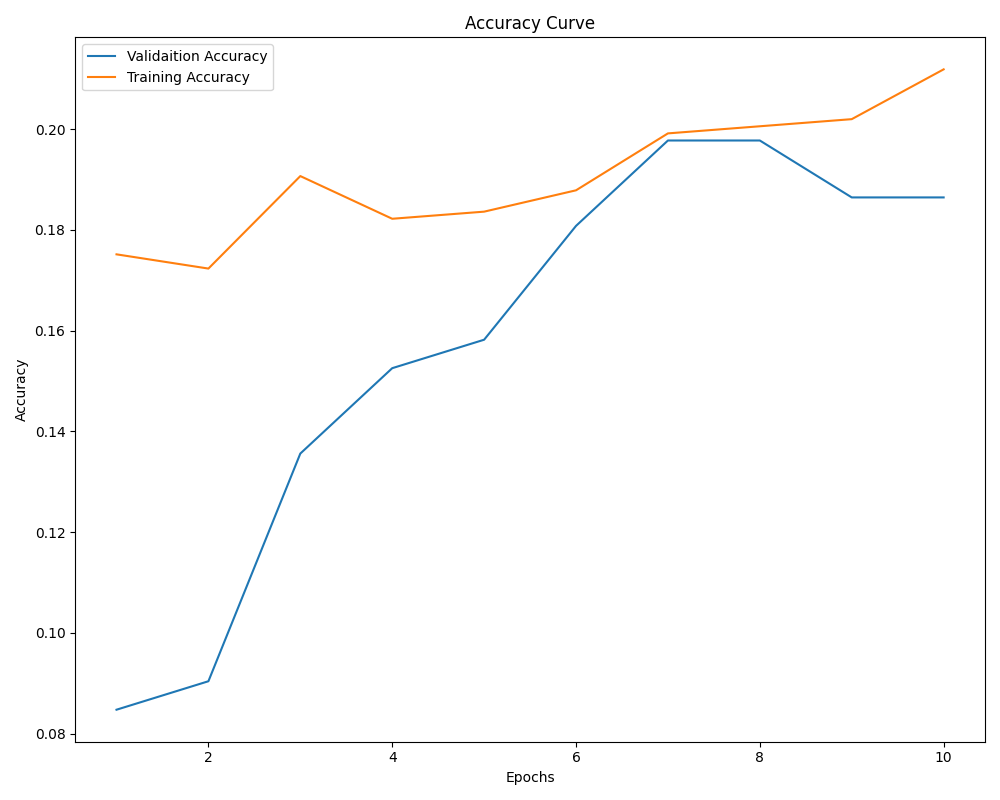 Accuracy Curve
Validaition Accuracy
Training Accuracy
Accuracy
0.20
0.18
0.16
0.14
0.12
0.10
0.08
2 4 6 8 10
Epochs